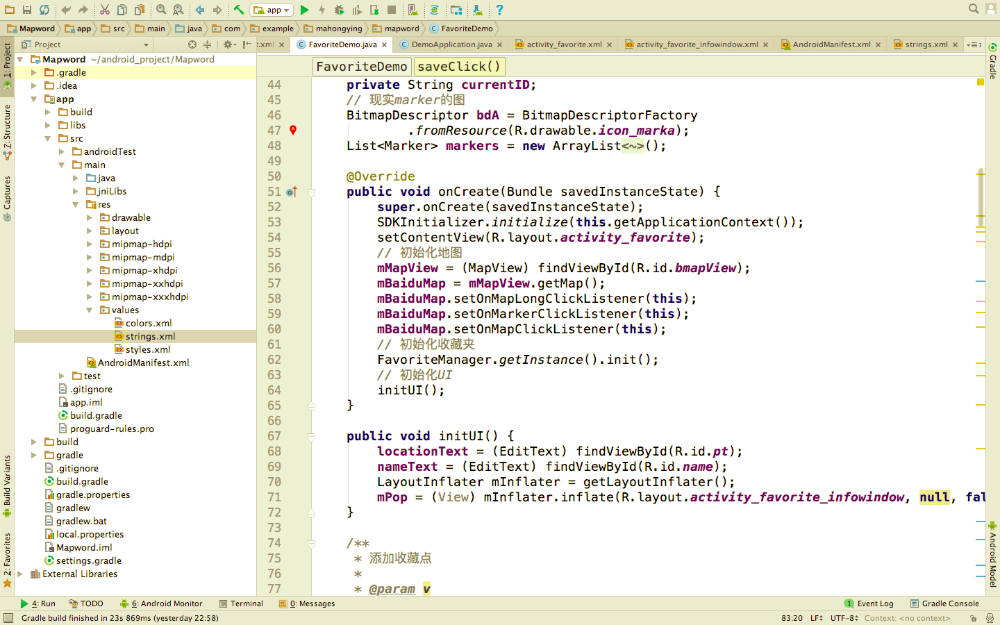 app
Mapword
app
src
main
java
com
example
mahongying
mapword
FavoriteDemo
Project
t.xml
FavoriteDemo.java
DemoApplication.java
activity_favorite.xml
activity_favorite_infowindow.xml
AndroidManifest.xml
strings.xml
3
1: Project
Z: Structure
Captures
Build Variants
2: Favorites
Mapword ~/android_project/Mapword
.gradle
.idea
app
build
libs
src
androidTest
main
java
jniLibs
res
drawable
layout
mipmap-hdpi
mipmap-mdpi
mipmap-xhdpi
mipmap-xxhdpi
mipmap-xxxhdpi
values
colors.xml
strings.xml
styles.xml
AndroidManifest.xml
test
.gitignore
app.iml
build.gradle
proguard-rules.pro
build
gradle
.gitignore
build.gradle
gradle.properties
gradlew
gradlew.bat
local.properties
Mapword.iml
settings.gradle
External Libraries
FavoriteDemo saveClick()
44 private String currentID;
45 // 现实marker的图
46 BitmapDescriptor bdA = BitmapDescriptorFactory
47 .fromResource(R.drawable.icon_marka);
48 List<Marker> markers = new ArrayList<~>();
49
50 @Override
51 public void onCreate(Bundle savedInstanceState) {
52 super.onCreate(savedInstanceState);
53 SDKInitializer.initialize(this.getApplicationContext());
54 setContentView(R.layout.activity_favorite);
55 // 初始化地图
56 mMapView = (MapView) findViewById(R.id.bmapView);
57 mBaiduMap = mMapView.getMap();
58 mBaiduMap.setOnMapLongClickListener(this);
59 mBaiduMap.setOnMarkerClickListener(this);
60 mBaiduMap.setOnMapClickListener(this);
61 // 初始化收藏夹
62 FavoriteManager.getInstance().init();
63 // 初始化UI
64 initUI();
65 }
66
67 public void initUI() {
68 locationText = (EditText) findViewById(R.id.pt);
69 nameText = (EditText) findViewById(R.id.name);
70 LayoutInflater mInflater = getLayoutInflater();
71 mPop = (View) mInflater.inflate(R.layout.activity_favorite_infowindow, null, fal
72 }
73
74 /**
75 * 添加收藏点
76 *
77 * @param v
Gradle
Android Model
4: Run
TODO
6: Android Monitor
Terminal
0: Messages
1 Event Log
Gradle Console
Gradle build finished in 23s 869ms (yesterday 22:58)
83:20
LF
UTF-8
Context: <no context>